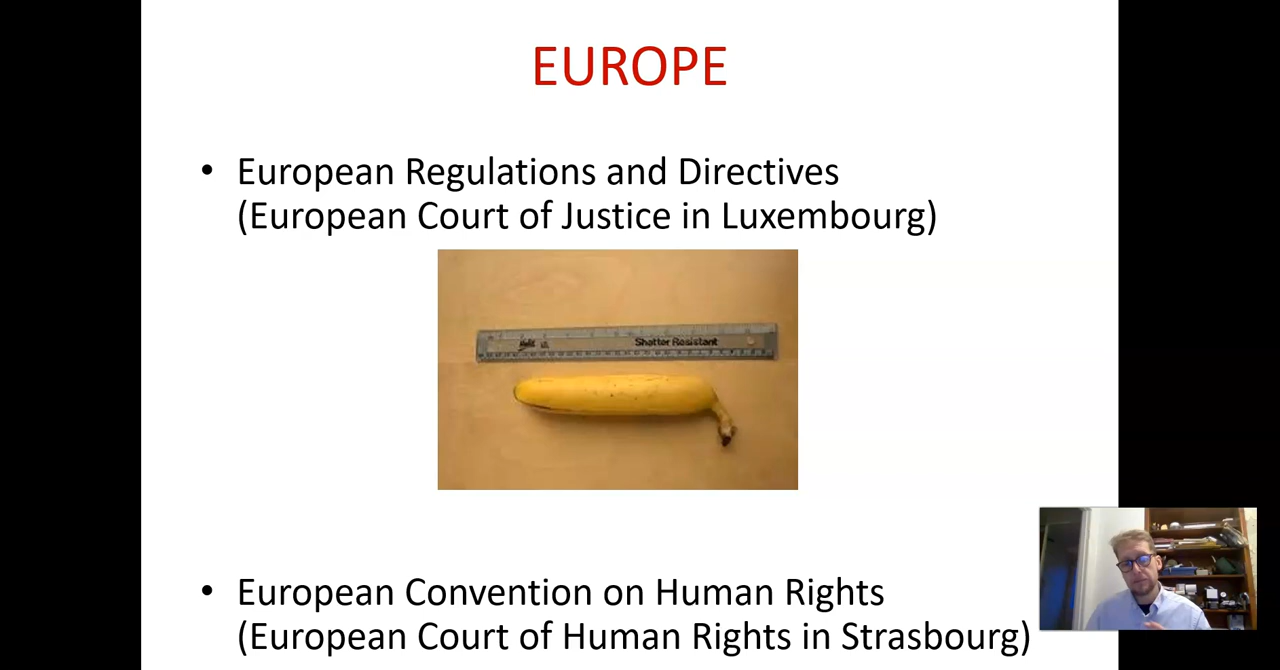 EUROPE
• European Regulations and Directives
(European Court of Justice in Luxembourg)
Shatter Resistant
• European Convention on Human Rights
(European Court of Human Rights in Strasbourg)